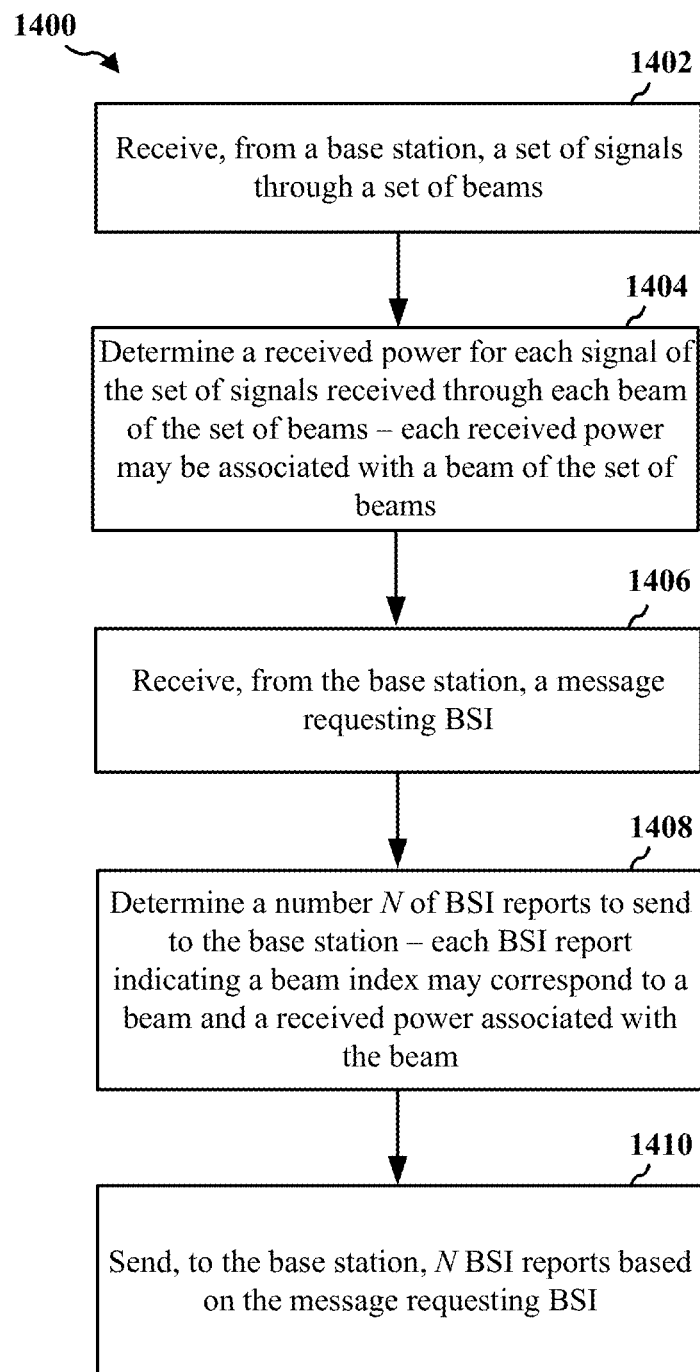 1400
1402
Receive, from a base station, a set of signals
through a set of beams
1404
Determine a received power for each signal of
the set of signals received through each beam
of the set of beams – each received power
may be associated with a beam of the set of
beams
1406
Receive, from the base station, a message
requesting BSI
1408
Determine a number N of BSI reports to send
to the base station – each BSI report
indicating a beam index may correspond to a
beam and a received power associated with
the beam
1410
Send, to the base station, N BSI reports based
on the message requesting BSI